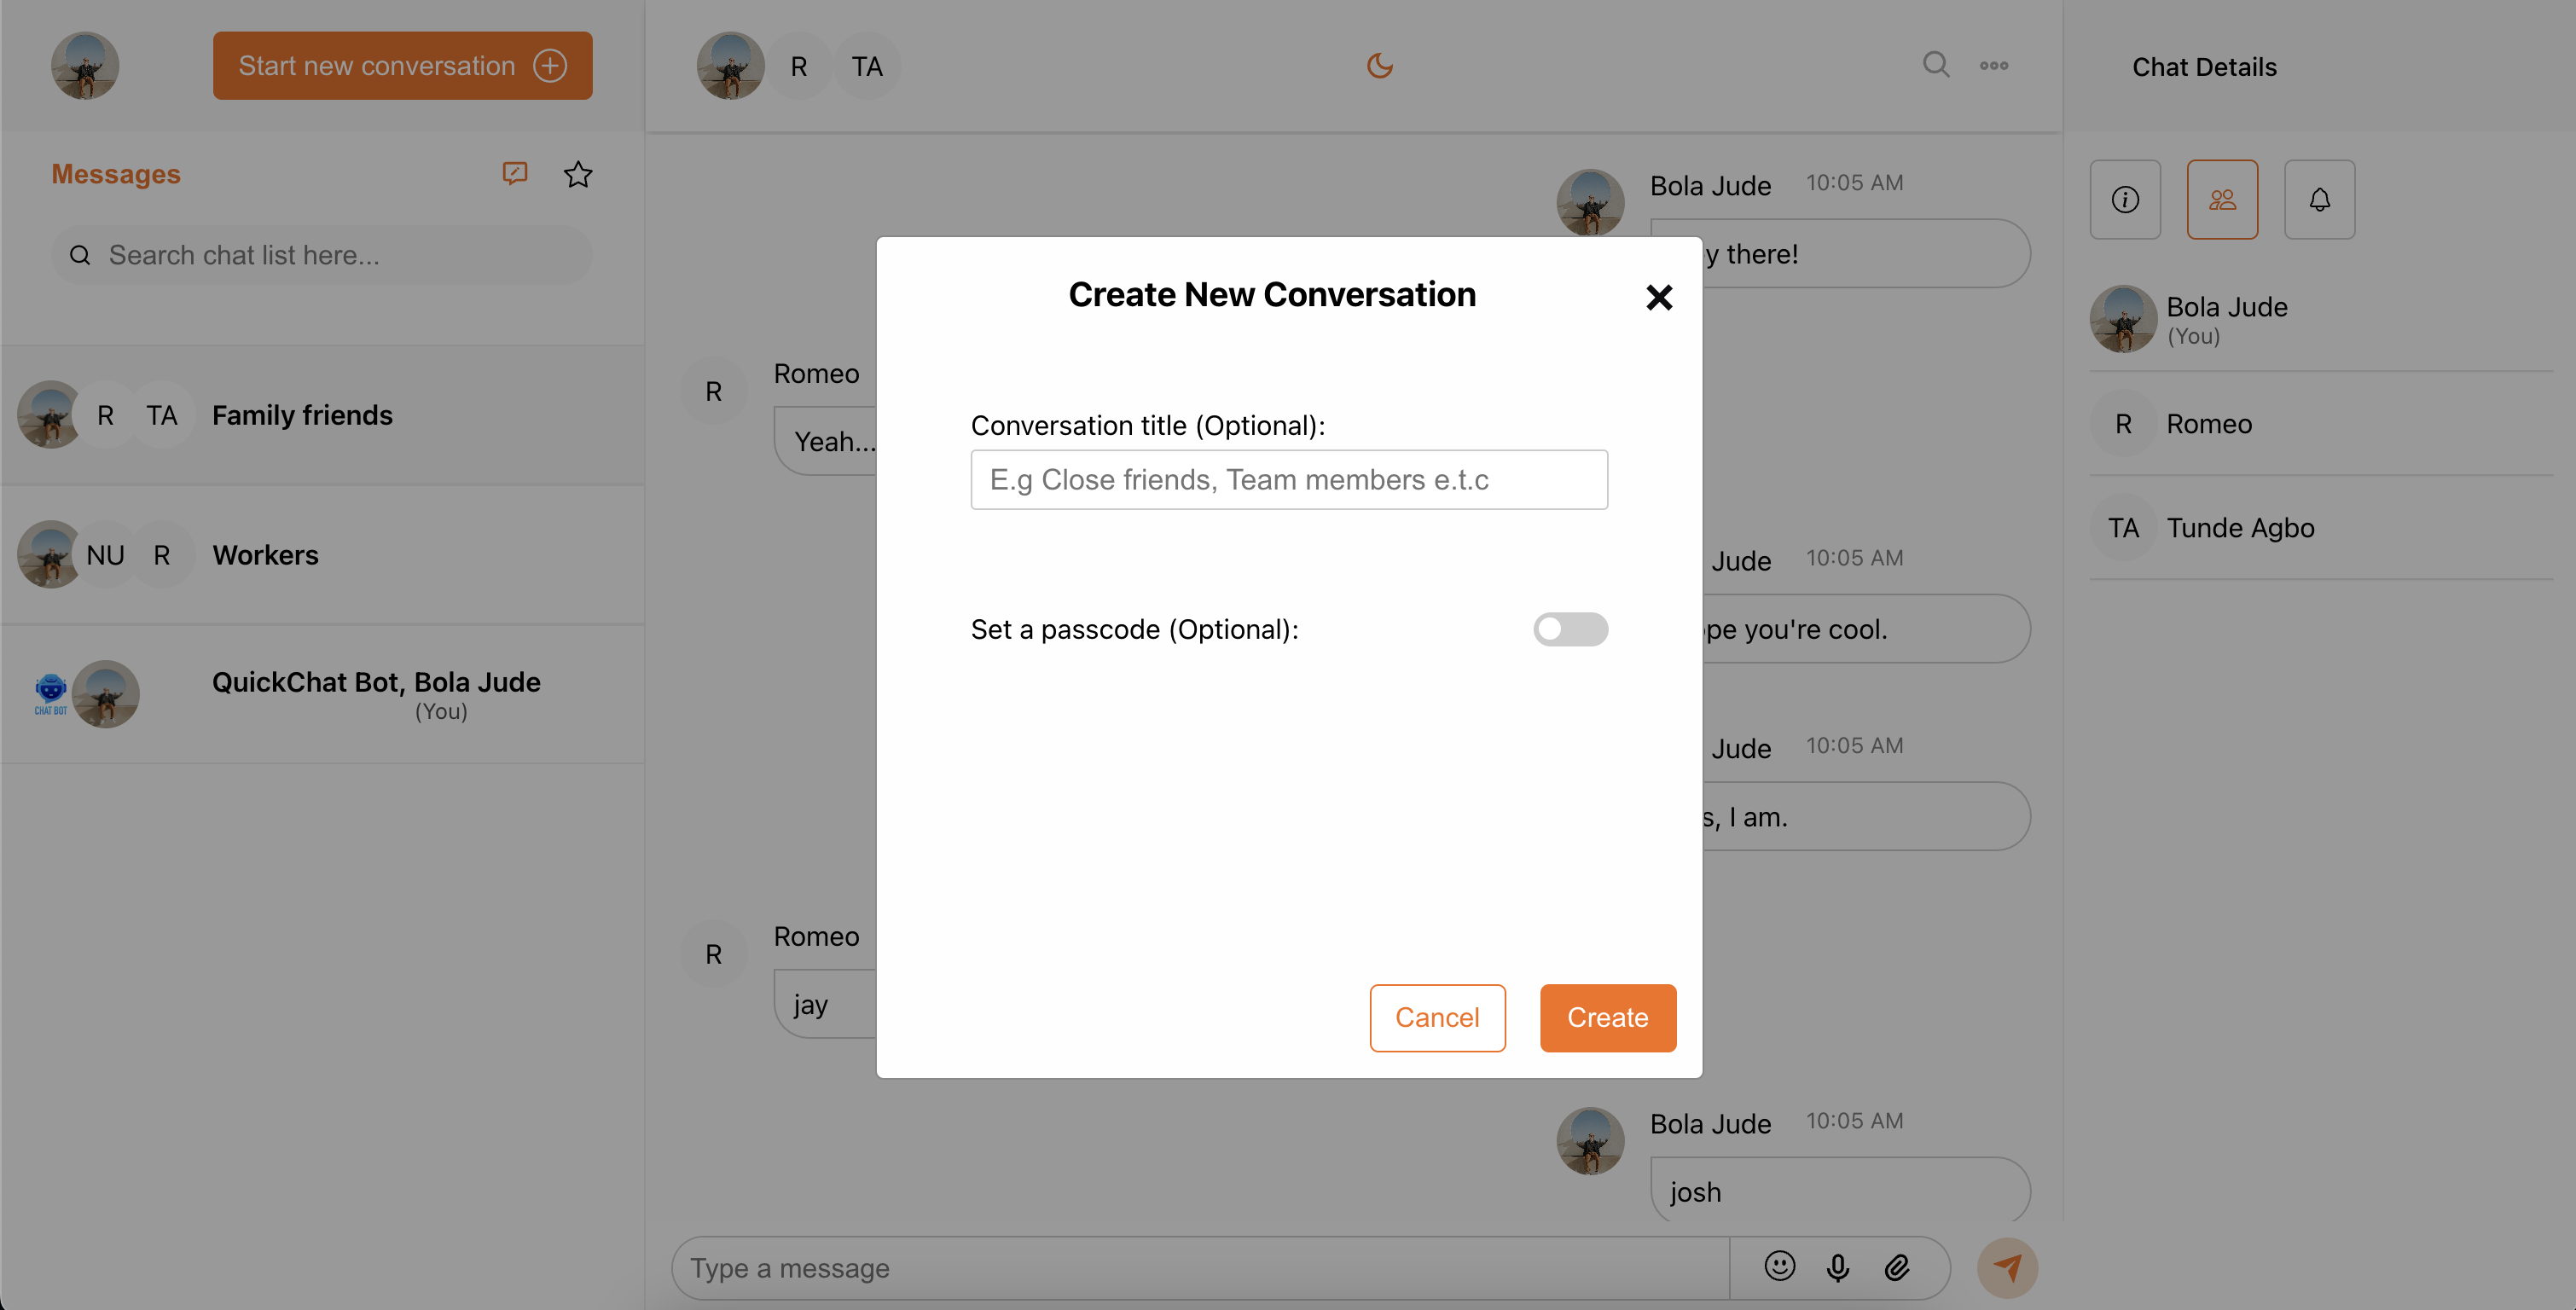 Start new conversation
R
TA
Chat Details
Messages
Search chat list here...
R
TA
Family friends
NU
R
Workers
CHAT BOT
QuickChat Bot, Bola Jude
(You)
Bola Jude 10:05 AM
y there!
R
Romeo
Yeah...
Jude 10:05 AM
pe you're cool.
Jude 10:05 AM
s, I am.
R
Romeo
jay
Bola Jude 10:05 AM
josh
Type a message
Create New Conversation
Conversation title (Optional):
E.g Close friends, Team members e.t.c
Set a passcode (Optional):
Cancel
Create
Bola Jude
(You)
R
Romeo
TA
Tunde Agbo